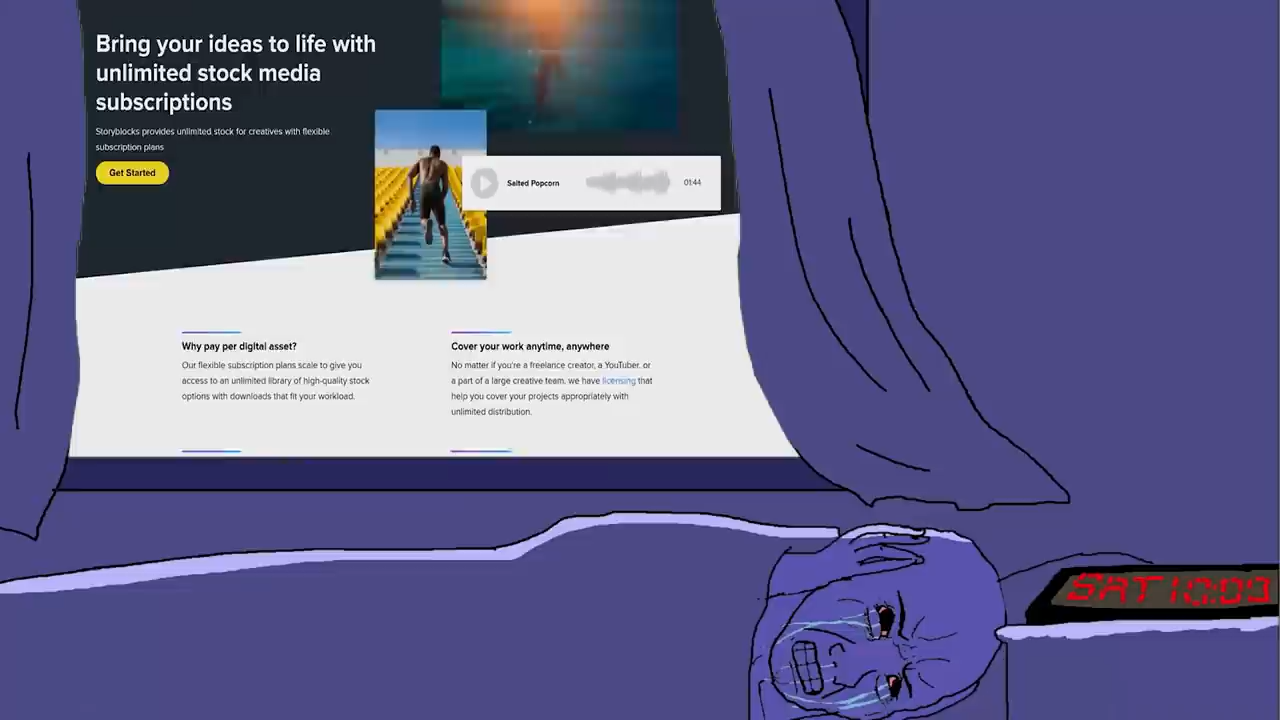 Bring your ideas to life with
unlimited stock media
subscriptions
Storyblocks provides unlimited stock for creatives with flexible
subscription plans
Get Started
Salted Popcorn
01:44
Why pay per digital asset?
Our flexible subscription plans scale to give you
access to an unlimited library of high-quality stock
options with downloads that fit your workload.
Cover your work anytime, anywhere
No matter if you're a freelance creator, a YouTuber, or
a part of a large creative team, we have licensing that
help you cover your projects appropriately with
unlimited distribution.
SAT 10:00